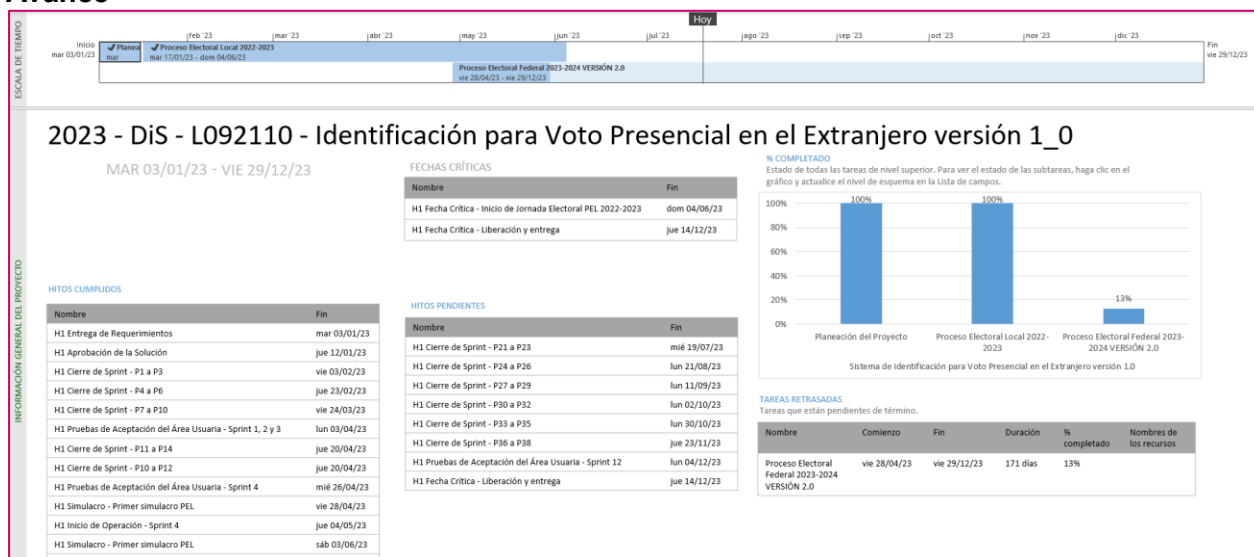 Avance
Hoy
ESCALA DE TIEMPO
Inicio
mar 03/01/23
feb '23
mar '23
abr '23
may '23
jun '23
jul '23
ago '23
sep '23
oct '23
nov '23
dic '23
Planea
mar
Proceso Electoral Local 2022-2023
mar 17/01/23 - dom 04/06/23
Proceso Electoral Federal 2023-2024 VERSIÓN 2.0
vie 28/04/23 - vie 29/12/23
Fin
vie 29/12/23
INFORMACIÓN GENERAL DEL PROYECTO
2023 - DiS - L092110 - Identificación para Voto Presencial en el Extranjero versión 1_0
MAR 03/01/23 - VIE 29/12/23
FECHAS CRÍTICAS
Nombre Fin
H1 Fecha Crítica - Inicio de Jornada Electoral PEL 2022-2023 dom 04/06/23
H1 Fecha Crítica - Liberación y entrega jue 14/12/23
HITOS CUMPLIDOS
Nombre Fin
H1 Entrega de Requerimientos mar 03/01/23
H1 Aprobación de la Solución jue 12/01/23
H1 Cierre de Sprint - P1 a P3 vie 03/02/23
H1 Cierre de Sprint - P4 a P6 jue 23/02/23
H1 Cierre de Sprint - P7 a P10 vie 24/03/23
H1 Pruebas de Aceptación del Área Usuaria - Sprint 1, 2 y 3 lun 03/04/23
H1 Cierre de Sprint - P11 a P14 jue 20/04/23
H1 Cierre de Sprint - P10 a P12 jue 20/04/23
H1 Pruebas de Aceptación del Área Usuaria - Sprint 4 mié 26/04/23
H1 Simulacro - Primer simulacro PEL vie 28/04/23
H1 Inicio de Operación - Sprint 4 jue 04/05/23
H1 Simulacro - Primer simulacro PEL sáb 03/06/23
HITOS PENDIENTES
Nombre Fin
H1 Cierre de Sprint - P21 a P23 mié 19/07/23
H1 Cierre de Sprint - P24 a P26 lun 21/08/23
H1 Cierre de Sprint - P27 a P29 lun 11/09/23
H1 Cierre de Sprint - P30 a P32 lun 02/10/23
H1 Cierre de Sprint - P33 a P35 lun 30/10/23
H1 Cierre de Sprint - P36 a P38 jue 23/11/23
H1 Pruebas de Aceptación del Área Usuaria - Sprint 12 lun 04/12/23
H1 Fecha Crítica - Liberación y entrega jue 14/12/23
% COMPLETADO
Estado de todas las tareas de nivel superior. Para ver el estado de las subtareas, haga clic en el
gráfico y actualice el nivel de esquema en la Lista de campos.
100%
80%
60%
40%
20%
0%
100%
100%
13%
Planeación del Proyecto
Proceso Electoral Local 2022-
2023
Proceso Electoral Federal 2023-
2024 VERSIÓN 2.0
Sistema de Identificación para Voto Presencial en el Extranjero versión 1.0
TAREAS RETRASADAS
Tareas que están pendientes de término.
Nombre Comienzo Fin Duración % completado Nombres de los recursos
Proceso Electoral vie 28/04/23 vie 29/12/23 171 días 13%
Federal 2023-2024
VERSIÓN 2.0